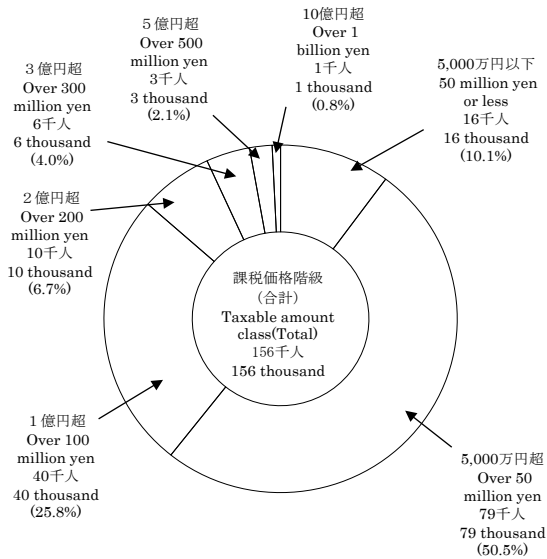 10億円超
Over 1
billion yen
1千人
1 thousand
(0.8%)
5,000万円以下
50 million yen
or less
16千人
16 thousand
(10.1%)
5億円超
Over 500
million yen
3千人
3 thousand
(2.1%)
3億円超
Over 300
million yen
6千人
6 thousand
(4.0%)
2億円超
Over 200
million yen
10千人
10 thousand
(6.7%)
課税価格階級
(合計)
Taxable amount
class(Total)
156千人
156 thousand
1億円超
Over 100
million yen
40千人
40 thousand
(25.8%)
5,000万円超
Over 50
million yen
79千人
79 thousand
(50.5%)